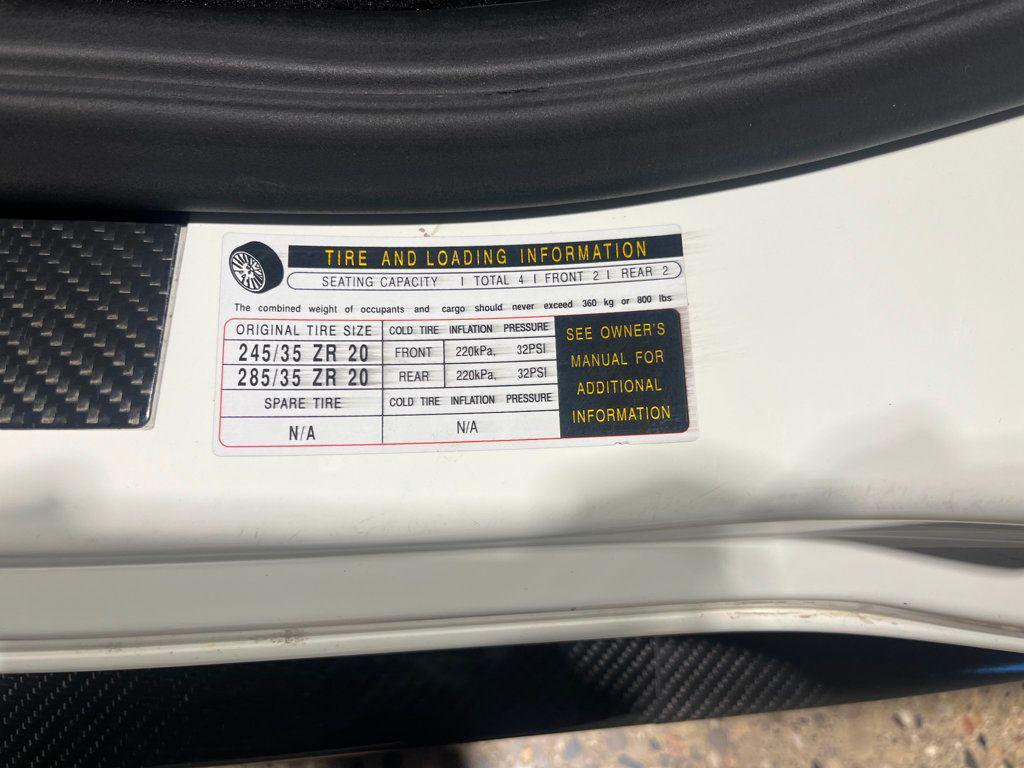 TIRE AND LOADING INFORMATION
SEATING CAPACITY | TOTAL 4 | FRONT 2 | REAR 2
The combined weight of occupants and cargo should never exceed 360 kg or 800 lbs
ORIGINAL TIRE SIZE COLD TIRE INFLATION PRESSURE
245/35 ZR 20 FRONT 220kPa, 32PSI
285/35 ZR 20 REAR 220kPa, 32PSI
SPARE TIRE COLD TIRE INFLATION PRESSURE
N/A N/A
SEE OWNER'S
MANUAL FOR
ADDITIONAL
INFORMATION